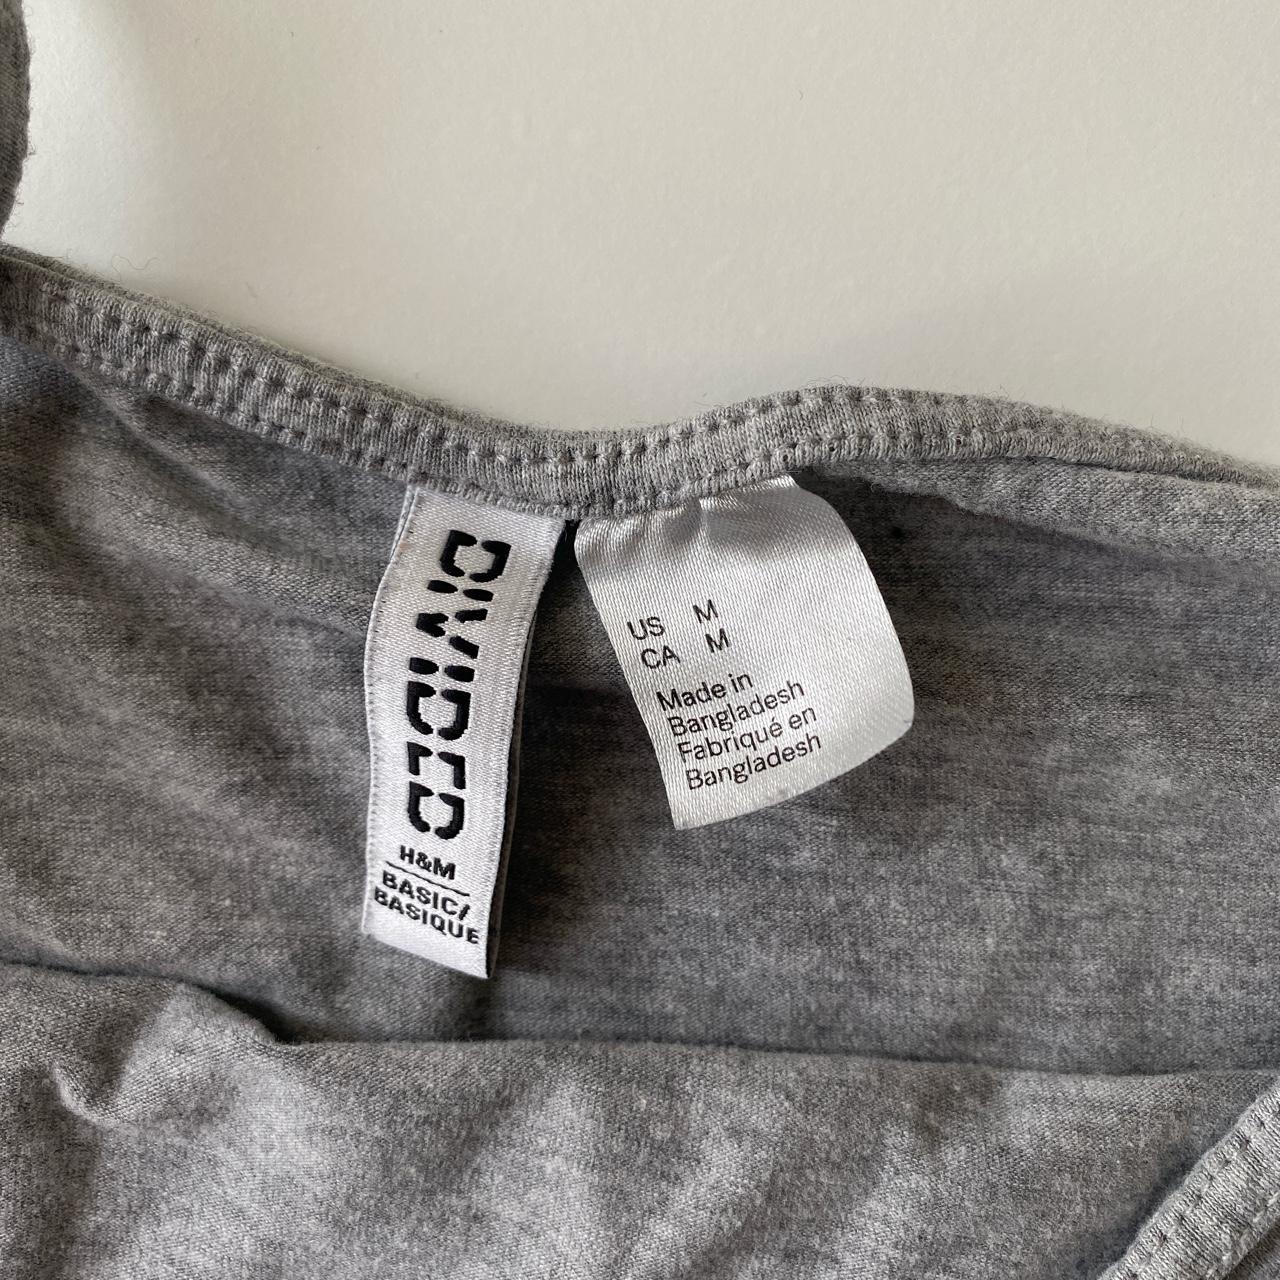 DIVIDED
H&M
BASIC/
BASIQUE
US M
CA M
Made in
Bangladesh
Fabriqué en
Bangladesh